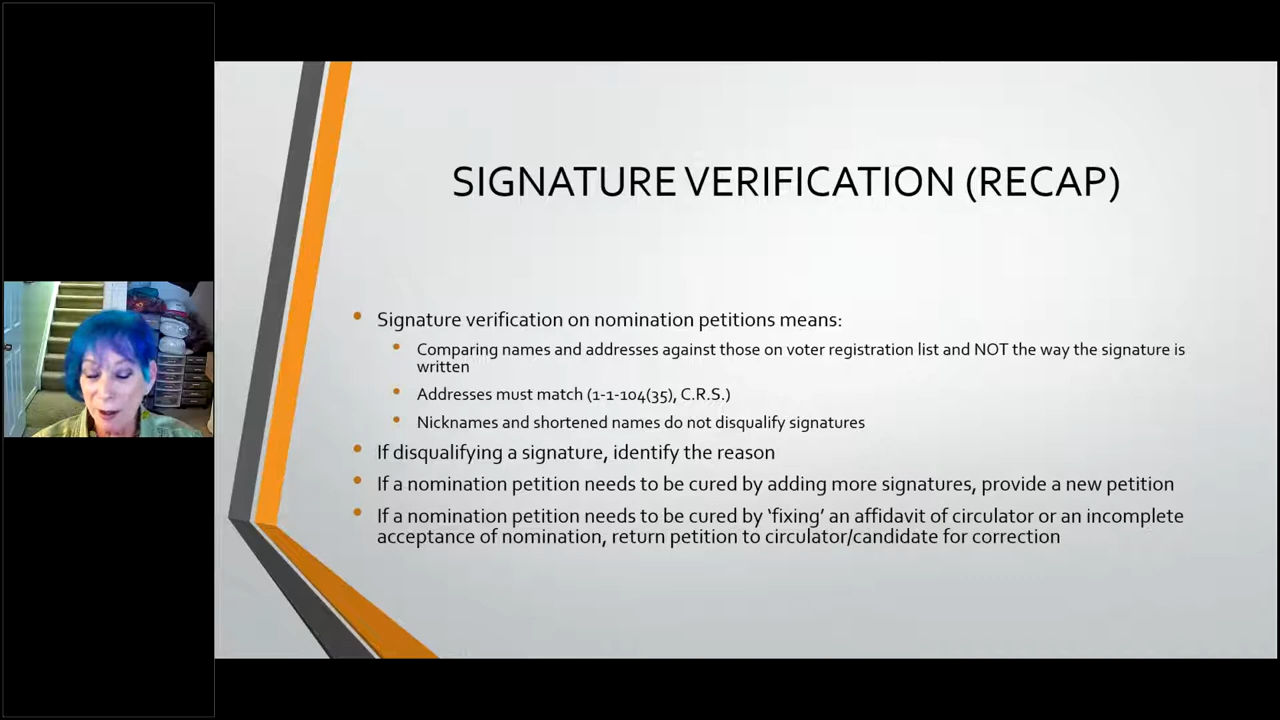 SIGNATURE VERIFICATION (RECAP)
• Signature verification on nomination petitions means:
• Comparing names and addresses against those on voter registration list and NOT the way the signature is
written
• Addresses must match (1-1-104(35), C.R.S.)
• Nicknames and shortened names do not disqualify signatures
• If disqualifying a signature, identify the reason
• If a nomination petition needs to be cured by adding more signatures, provide a new petition
• If a nomination petition needs to be cured by ‘fixing’ an affidavit of circulator or an incomplete
acceptance of nomination, return petition to circulator/candidate for correction